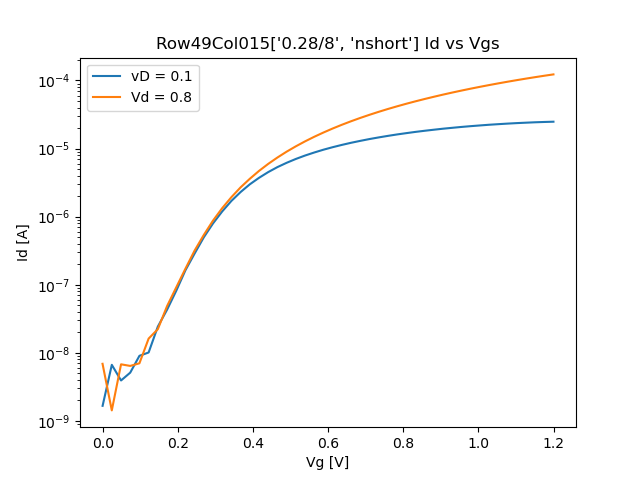 Row49Col015['0.28/8', 'nshort'] Id vs Vgs
vD = 0.1
Vd = 0.8
Id [A]
10⁻⁴
10⁻⁵
10⁻⁶
10⁻⁷
10⁻⁸
10⁻⁹
0.0 0.2 0.4 0.6 0.8 1.0 1.2
Vg [V]